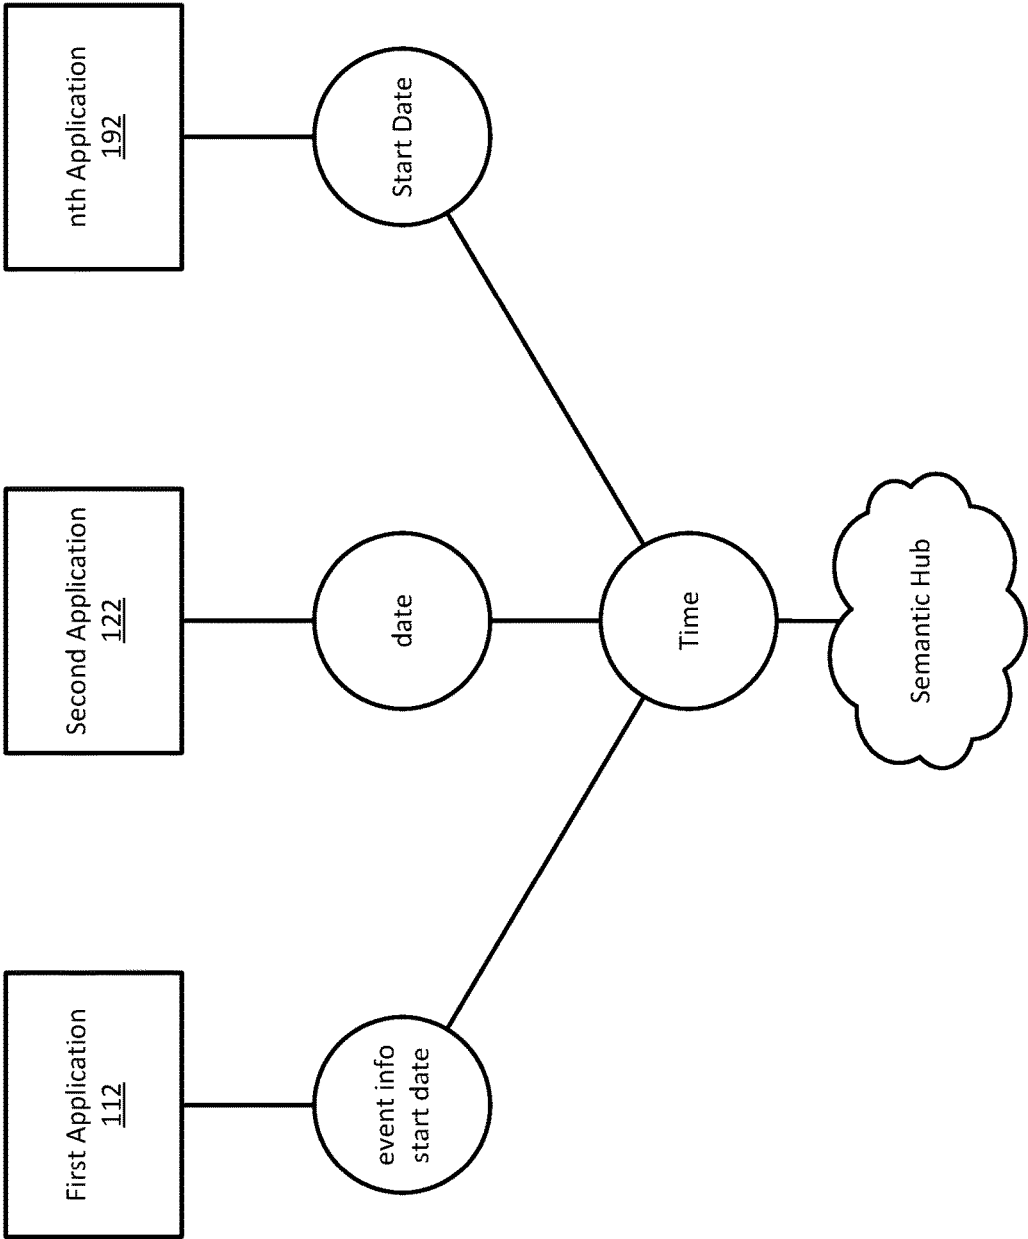 First Application
112
Second Application
122
nth Application
192
event info
start date
date
Start Date
Time
Semantic Hub